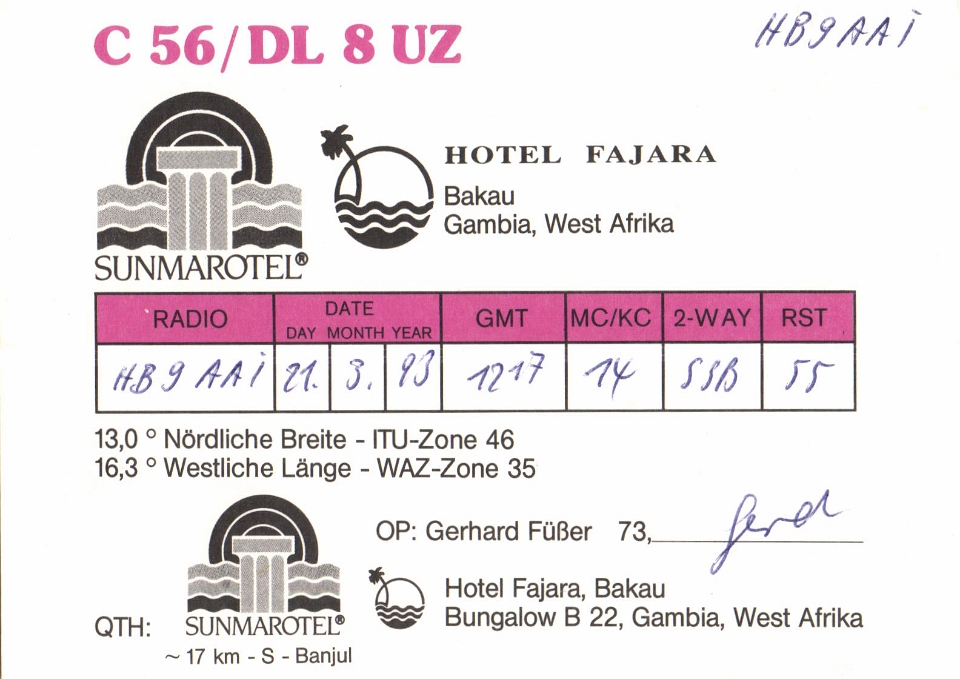 C 56/DL 8 UZ
HB9AAI
HOTEL FAJARA
Bakau
Gambia, West Afrika
SUNMAROTEL®
RADIO DATE GMT MC/KC 2-WAY RST
DAY MONTH YEAR
HB9AAI 21. 3. 93 1217 14 SSB 55
13,0 ° Nördliche Breite - ITU-Zone 46
16,3 ° Westliche Länge - WAZ-Zone 35
OP: Gerhard Füßer 73, Gerd
Hotel Fajara, Bakau
Bungalow B 22, Gambia, West Afrika
QTH: SUNMAROTEL®
~ 17 km - S - Banjul